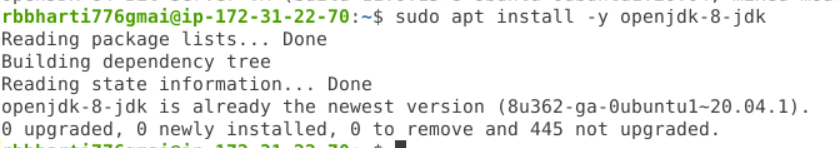 rbbharti776gmai@ip-172-31-22-70:~$ sudo apt install -y openjdk-8-jdk
Reading package lists... Done
Building dependency tree
Reading state information... Done
openjdk-8-jdk is already the newest version (8u362-ga-0ubuntu1~20.04.1).
0 upgraded, 0 newly installed, 0 to remove and 445 not upgraded.
rbbharti776gmai@ip-172-31-22-70:~$